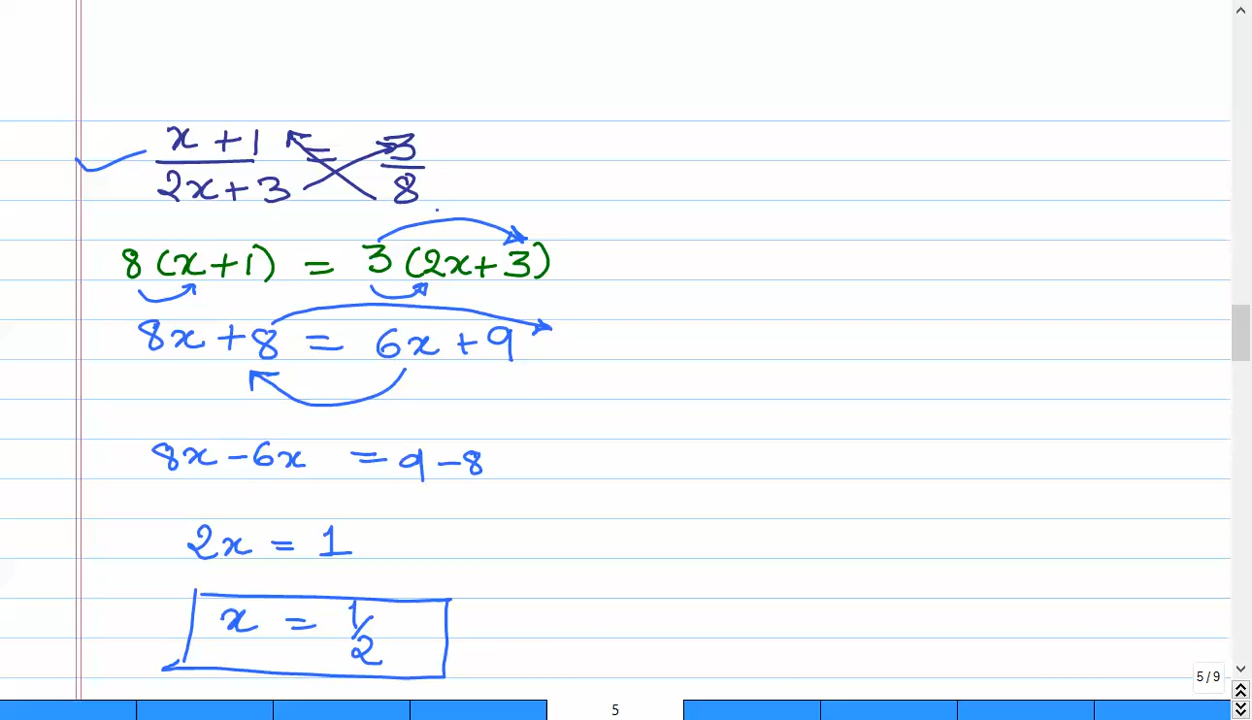 x + 1 = 3
2x + 3 8
8 (x + 1) = 3 (2x + 3)
8x + 8 = 6x + 9
8x - 6x = 9 - 8
2x = 1
x = 1/2
5/9
5